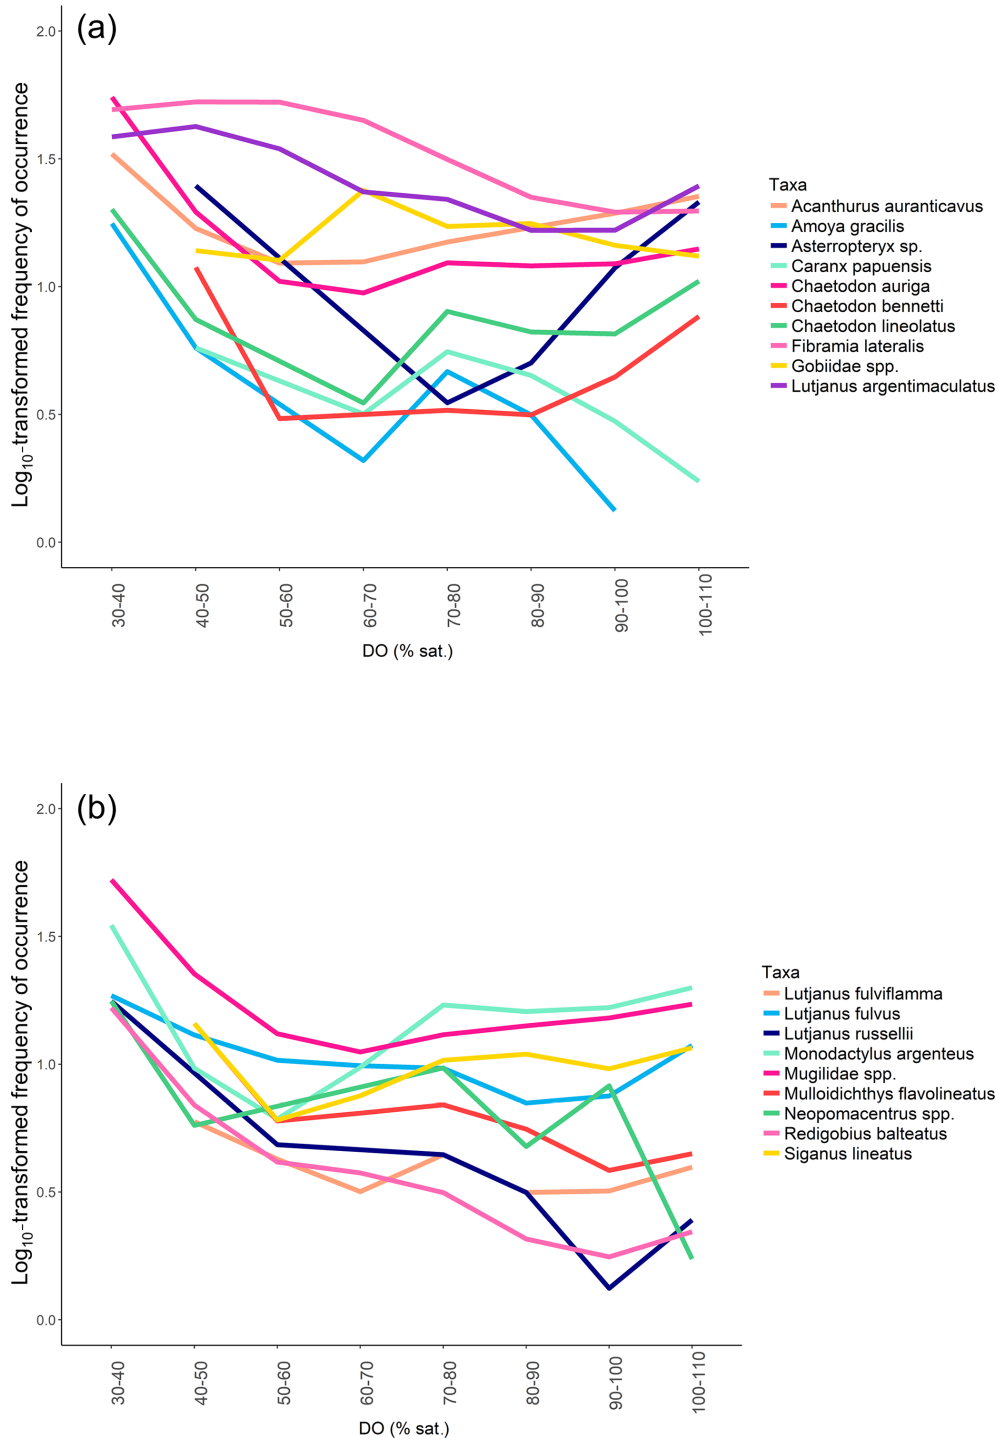 (a)
2.0
1.5
1.0
0.5
0.0
Log10-transformed frequency of occurrence
30-40
40-50
50-60
60-70
70-80
80-90
90-100
100-110
DO (% sat.)
Taxa
Acanthurus auranticavus
Amoya gracilis
Asterropteryx sp.
Caranx papuensis
Chaetodon auriga
Chaetodon bennetti
Chaetodon lineolatus
Fibramia lateralis
Gobiidae spp.
Lutjanus argentimaculatus
(b)
2.0
1.5
1.0
0.5
0.0
Log10-transformed frequency of occurrence
30-40
40-50
50-60
60-70
70-80
80-90
90-100
100-110
DO (% sat.)
Taxa
Lutjanus fulviflamma
Lutjanus fulvus
Lutjanus russellii
Monodactylus argenteus
Mugilidae spp.
Mulloidichthys flavolineatus
Neopomacentrus spp.
Redigobius balteatus
Siganus lineatus